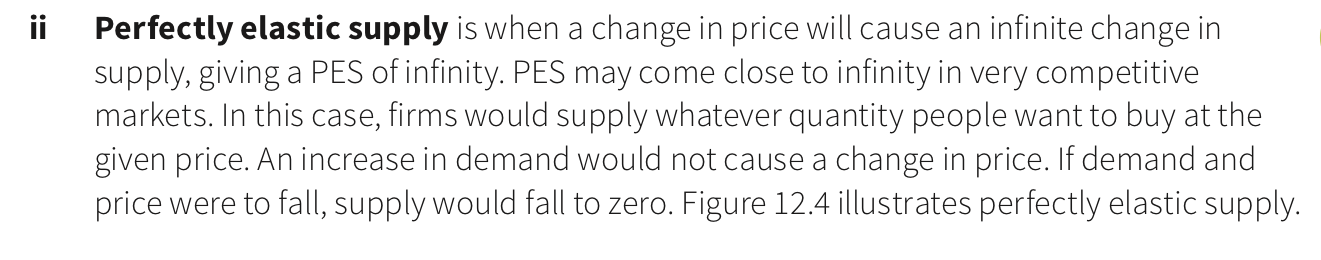 ii Perfectly elastic supply is when a change in price will cause an infinite change in
supply, giving a PES of infinity. PES may come close to infinity in very competitive
markets. In this case, firms would supply whatever quantity people want to buy at the
given price. An increase in demand would not cause a change in price. If demand and
price were to fall, supply would fall to zero. Figure 12.4 illustrates perfectly elastic supply.